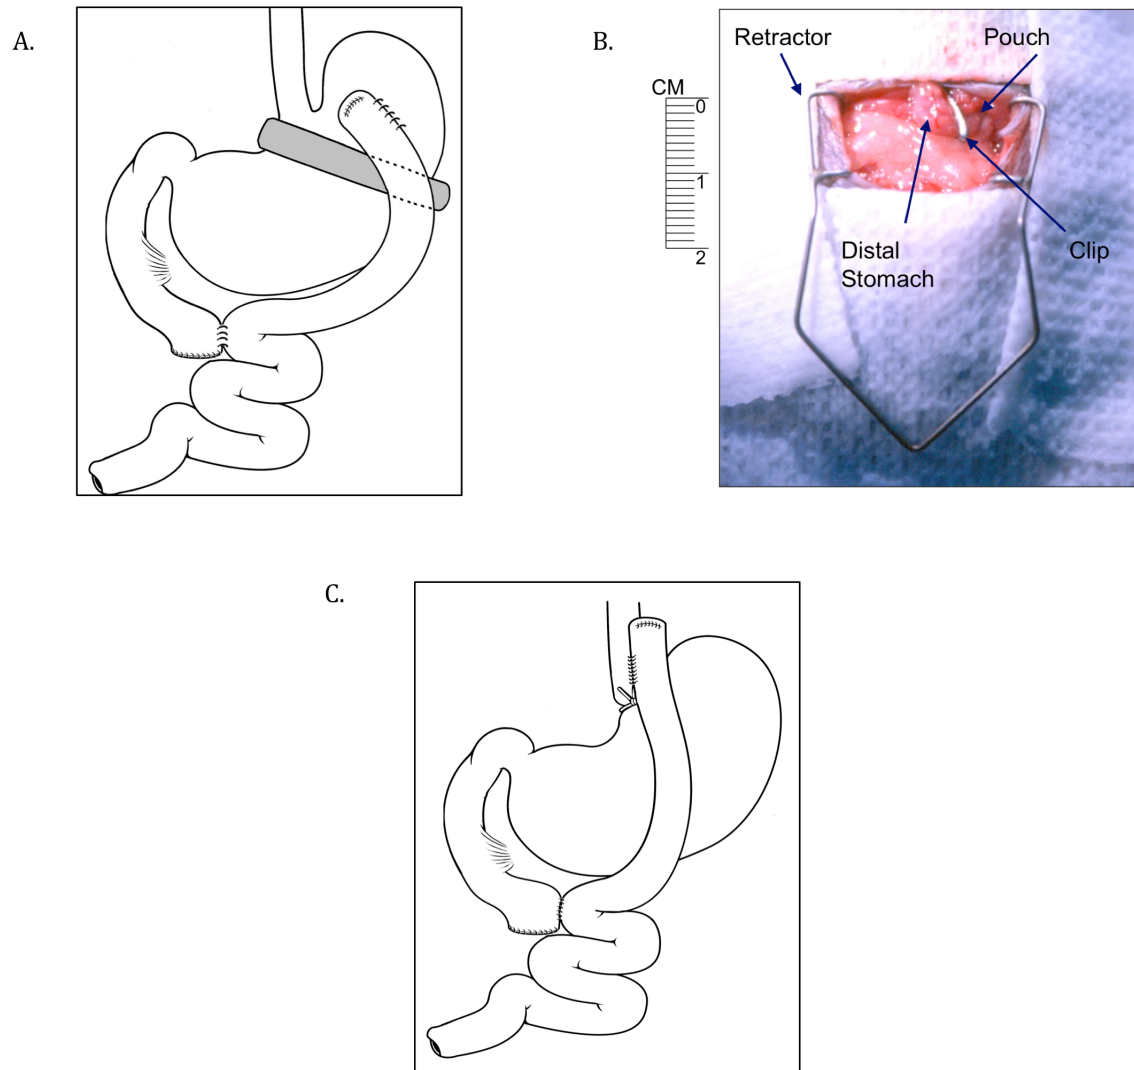 A.
B.
Retractor
Pouch
CM
0
1
2
Distal
Stomach
Clip
C.